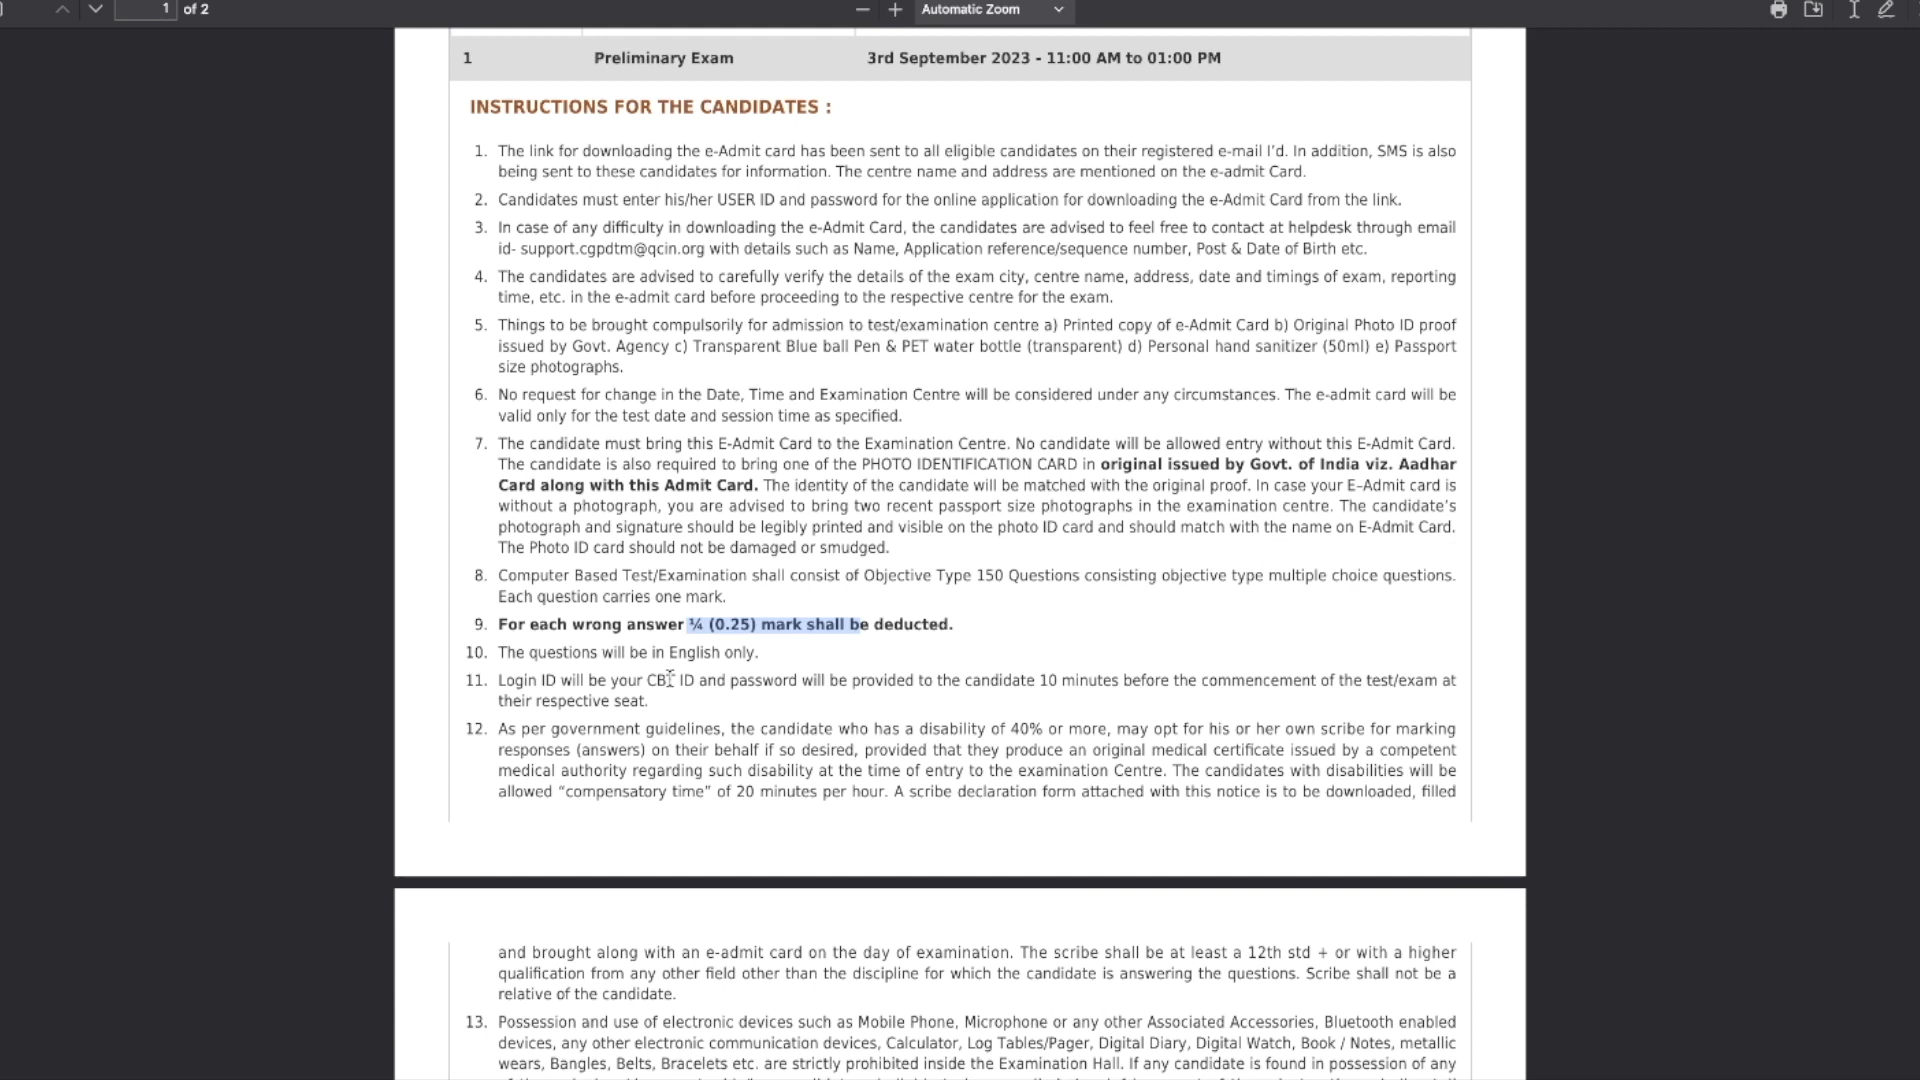 1 of 2 Automatic Zoom
1 Preliminary Exam 3rd September 2023 - 11:00 AM to 01:00 PM
INSTRUCTIONS FOR THE CANDIDATES :
1. The link for downloading the e-Admit card has been sent to all eligible candidates on their registered e-mail I’d. In addition, SMS is also
being sent to these candidates for information. The centre name and address are mentioned on the e-admit Card.
2. Candidates must enter his/her USER ID and password for the online application for downloading the e-Admit Card from the link.
3. In case of any difficulty in downloading the e-Admit Card, the candidates are advised to feel free to contact at helpdesk through email
id- support.cgpdtm@qcin.org with details such as Name, Application reference/sequence number, Post & Date of Birth etc.
4. The candidates are advised to carefully verify the details of the exam city, centre name, address, date and timings of exam, reporting
time, etc. in the e-admit card before proceeding to the respective centre for the exam.
5. Things to be brought compulsorily for admission to test/examination centre a) Printed copy of e-Admit Card b) Original Photo ID proof
issued by Govt. Agency c) Transparent Blue ball Pen & PET water bottle (transparent) d) Personal hand sanitizer (50ml) e) Passport
size photographs.
6. No request for change in the Date, Time and Examination Centre will be considered under any circumstances. The e-admit card will be
valid only for the test date and session time as specified.
7. The candidate must bring this E-Admit Card to the Examination Centre. No candidate will be allowed entry without this E-Admit Card.
The candidate is also required to bring one of the PHOTO IDENTIFICATION CARD in original issued by Govt. of India viz. Aadhar
Card along with this Admit Card. The identity of the candidate will be matched with the original proof. In case your E–Admit card is
without a photograph, you are advised to bring two recent passport size photographs in the examination centre. The candidate’s
photograph and signature should be legibly printed and visible on the photo ID card and should match with the name on E-Admit Card.
The Photo ID card should not be damaged or smudged.
8. Computer Based Test/Examination shall consist of Objective Type 150 Questions consisting objective type multiple choice questions.
Each question carries one mark.
9. For each wrong answer ¼ (0.25) mark shall be deducted.
10. The questions will be in English only.
11. Login ID will be your CBT ID and password will be provided to the candidate 10 minutes before the commencement of the test/exam at
their respective seat.
12. As per government guidelines, the candidate who has a disability of 40% or more, may opt for his or her own scribe for marking
responses (answers) on their behalf if so desired, provided that they produce an original medical certificate issued by a competent
medical authority regarding such disability at the time of entry to the examination Centre. The candidates with disabilities will be
allowed “compensatory time” of 20 minutes per hour. A scribe declaration form attached with this notice is to be downloaded, filled
and brought along with an e-admit card on the day of examination. The scribe shall be at least a 12th std + or with a higher
qualification from any other field other than the discipline for which the candidate is answering the questions. Scribe shall not be a
relative of the candidate.
13. Possession and use of electronic devices such as Mobile Phone, Microphone or any other Associated Accessories, Bluetooth enabled
devices, any other electronic communication devices, Calculator, Log Tables/Pager, Digital Diary, Digital Watch, Book / Notes, metallic
wears, Bangles, Belts, Bracelets etc. are strictly prohibited inside the Examination Hall. If any candidate is found in possession of any